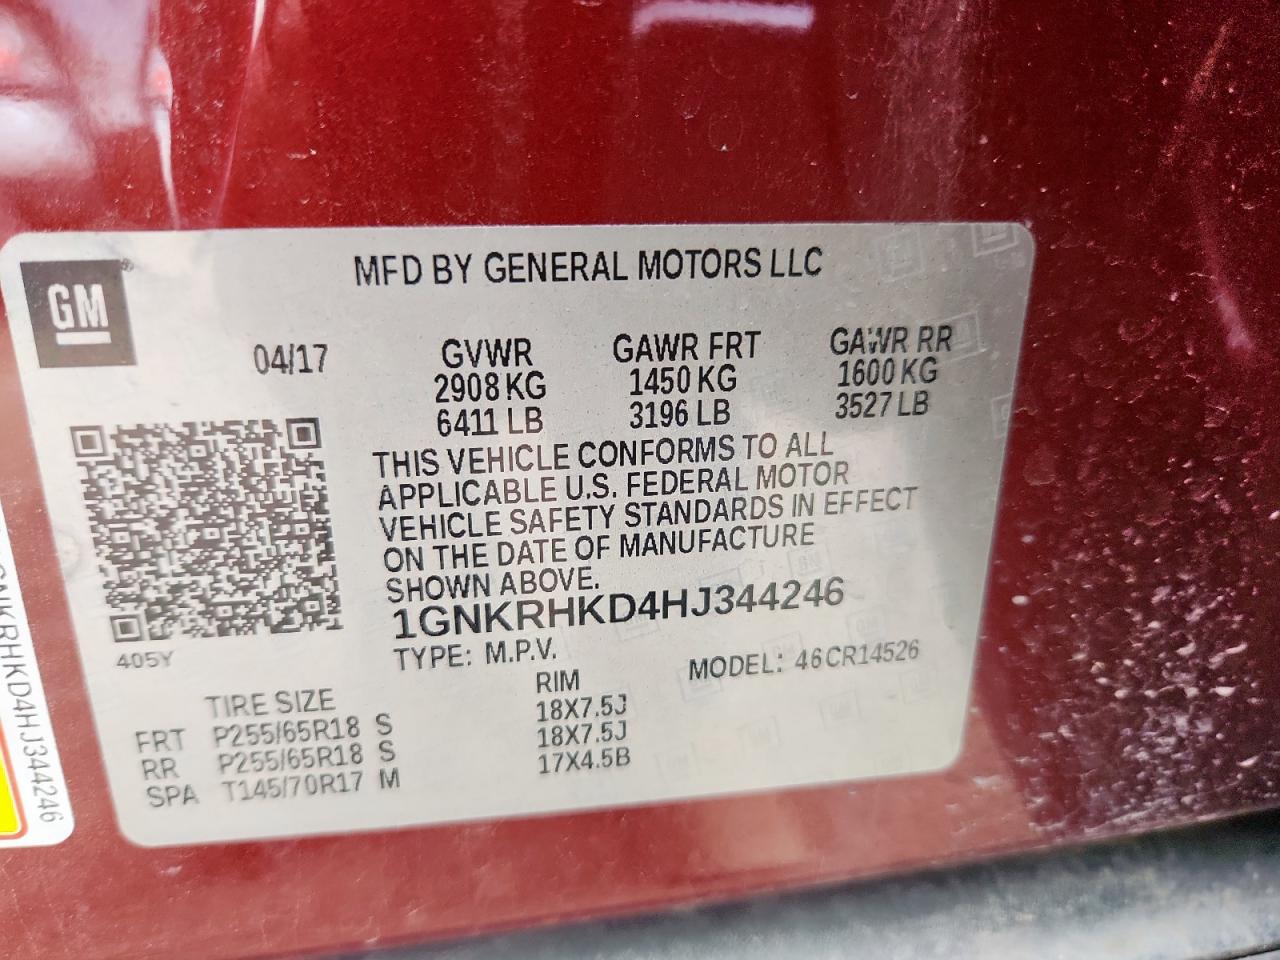 MFD BY GENERAL MOTORS LLC
GM
04/17
GVWR GAWR FRT GAWR RR
2908 KG 1450 KG 1600 KG
6411 LB 3196 LB 3527 LB
THIS VEHICLE CONFORMS TO ALL
APPLICABLE U.S. FEDERAL MOTOR
VEHICLE SAFETY STANDARDS IN EFFECT
ON THE DATE OF MANUFACTURE
SHOWN ABOVE.
1GNKRHKD4HJ344246
405Y
TYPE: M.P.V. MODEL: 46CR14526
TIRE SIZE RIM
FRT P255/65R18 S 18X7.5J
RR P255/65R18 S 18X7.5J
SPA T145/70R17 M 17X4.5B
GNKRHKD4HJ344246